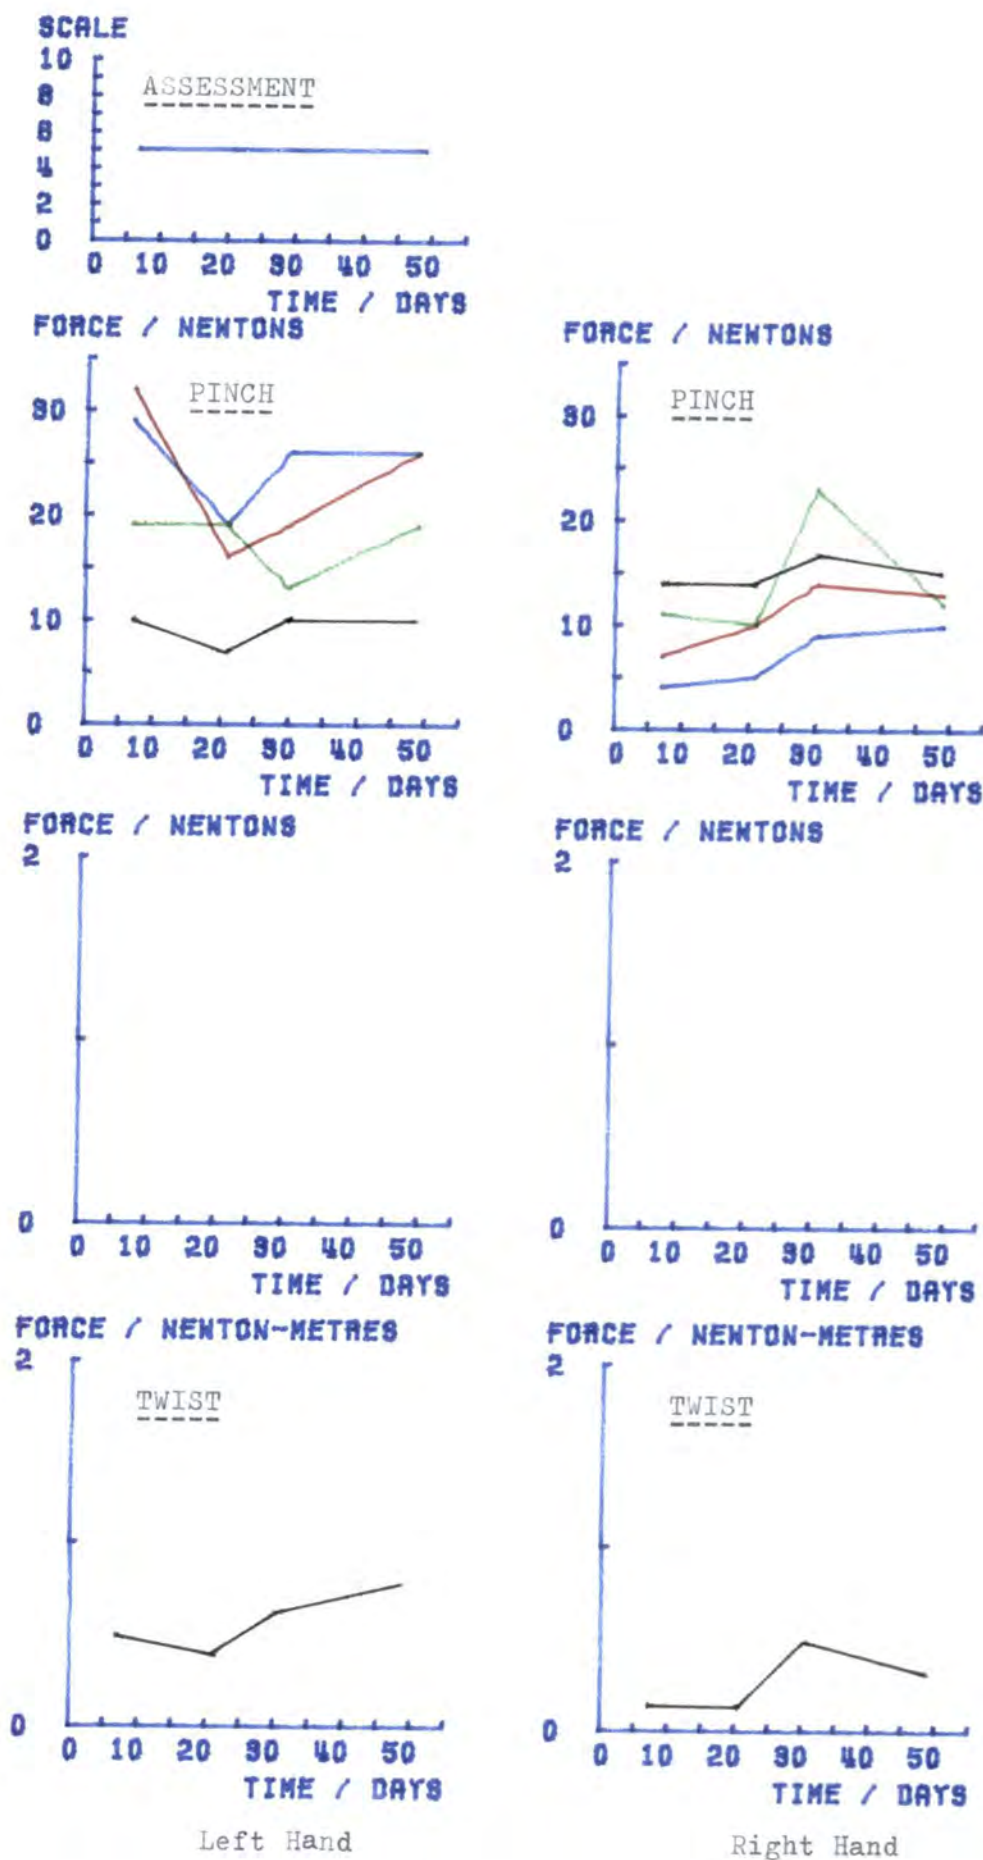 SCALE
10
ASSESSMENT
8
6
4
2
0
0 10 20 30 40 50
TIME / DAYS
FORCE / NEWTONS
PINCH
30
20
10
0
0 10 20 30 40 50
TIME / DAYS
FORCE / NEWTONS
PINCH
30
20
10
0
0 10 20 30 40 50
TIME / DAYS
FORCE / NEWTONS
2
0
0 10 20 30 40 50
TIME / DAYS
FORCE / NEWTONS
2
0
0 10 20 30 40 50
TIME / DAYS
FORCE / NEWTON-METRES
2
TWIST
0
0 10 20 30 40 50
TIME / DAYS
Left Hand
FORCE / NEWTON-METRES
2
TWIST
0
0 10 20 30 40 50
TIME / DAYS
Right Hand